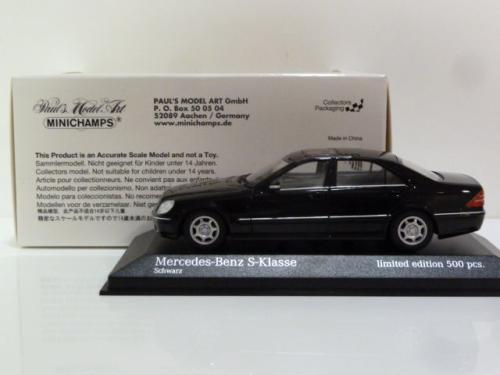 Paul's Model Art
MINICHAMPS
PAUL'S MODEL ART GmbH
P. O. Box 50 05 04
52089 Aachen / Germany
www.minichamps.de
Collectors
Packaging
Made in China
This Product is an Accurate Scale Model and not a Toy.
Sammlermodell. Nicht geeignet für Kinder unter 14 Jahren.
Collectors model. Not suitable for children under 14 years.
Article pour collectionneurs. Ne convient pas aux enfants
Automodello per collezionismo. Non
Modelo para coleccionismo. No
Modellen voor de verzamelaar. Niet
Mercedes-Benz S-Klasse
Schwarz
limited edition 500 pcs.